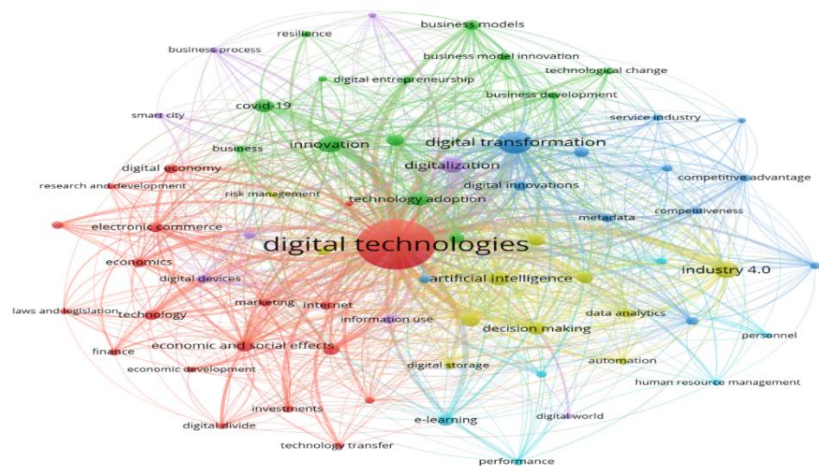 business models
resilience
business process
business model innovation
technological change
digital entrepreneurship
business development
covid-19
smart city
service industry
innovation
digital transformation
business
digitalization
digital economy
competitive advantage
research and development
digital innovations
risk management
technology adoption
competitiveness
metadata
electronic commerce
digital technologies
economics
industry 4.0
digital devices
artificial intelligence
marketing
internet
laws and legislation
technology
data analytics
information use
decision making
personnel
economic and social effects
finance
automation
digital storage
economic development
human resource management
investments
digital world
e-learning
digital divide
technology transfer
performance